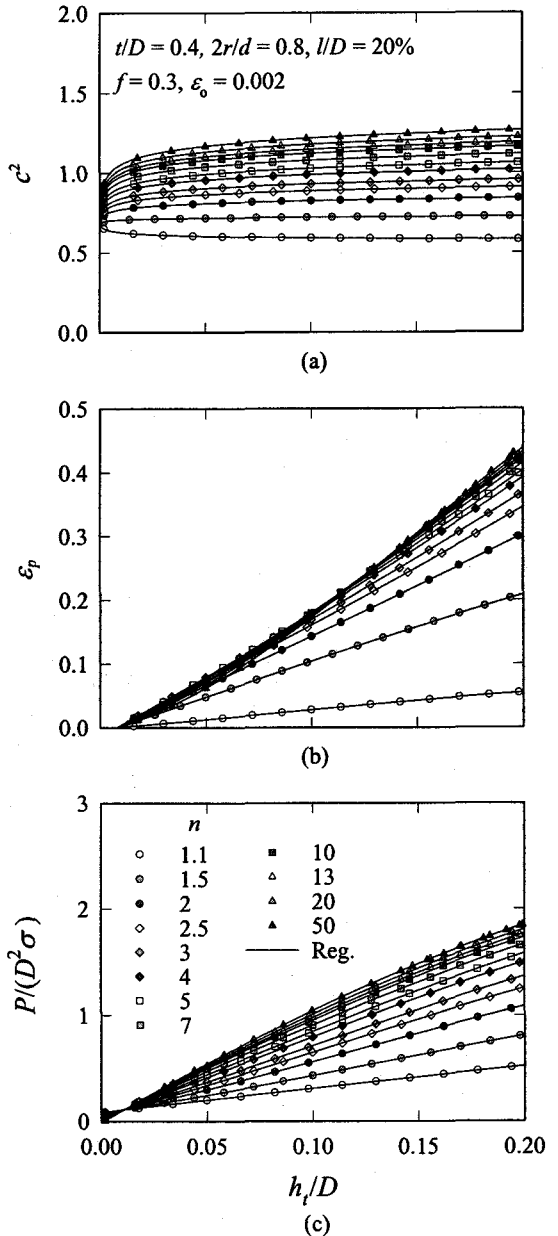 t/D = 0.4, 2r/d = 0.8, l/D = 20%
f = 0.3, ε₀ = 0.002
2.0
1.5
1.0
0.5
0.0
c²
(a)
0.5
0.4
0.3
0.2
0.1
0.0
εₚ
(b)
3
2
1
0
P/(D²σ)
n
1.1
1.5
2
2.5
3
4
5
7
10
13
20
50
Reg.
0.00 0.05 0.10 0.15 0.20
hₜ/D
(c)